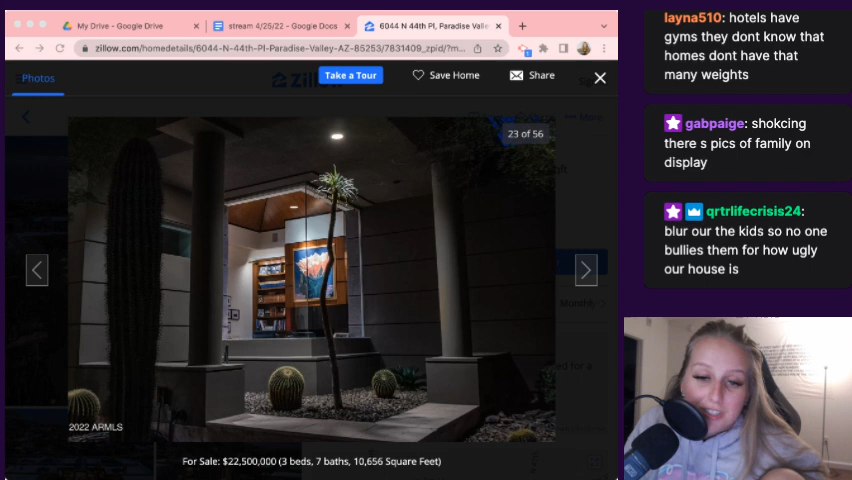 My Drive - Google Drive
stream 4/25/22 - Google Docs
6044 N 44th Pl, Paradise Valle
zillow.com/homedetails/6044-N-44th-Pl-Paradise-Valley-AZ-85253/7831409_zpid/?m...
Photos
Zillow
Take a Tour
Save Home
Share
23 of 56
More
Monthly
2022 ARMLS
For Sale: $22,500,000 (3 beds, 7 baths, 10,656 Square Feet)
layna510: hotels have
gyms they dont know that
homes dont have that
many weights
gabpaige: shokcing
there s pics of family on
display
qrtrlifecrisis24:
blur our the kids so no one
bullies them for how ugly
our house is